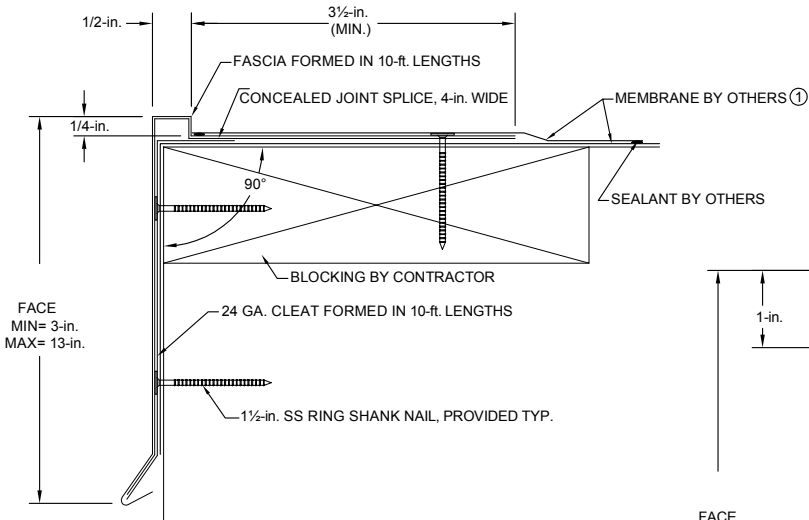 1/2-in.
3½-in.
(MIN.)
FASCIA FORMED IN 10-ft. LENGTHS
CONCEALED JOINT SPLICE, 4-in. WIDE
MEMBRANE BY OTHERS ①
1/4-in.
90°
SEALANT BY OTHERS
BLOCKING BY CONTRACTOR
FACE
MIN= 3-in.
MAX= 13-in.
24 GA. CLEAT FORMED IN 10-ft. LENGTHS
1-in.
1½-in. SS RING SHANK NAIL, PROVIDED TYP.
FACE